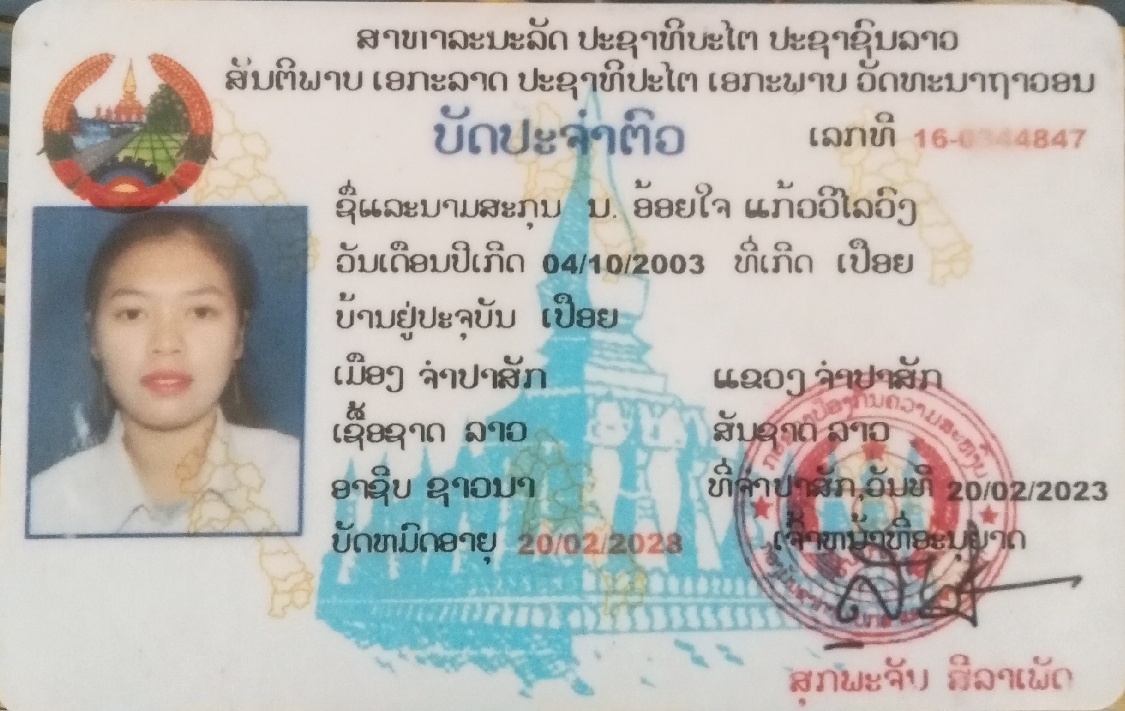 ສາທາລະນະລັດ ປະຊາທິປະໄຕ ປະຊາຊົນລາວ
ສັນຕິພາບ ເອກະລາດ ປະຊາທິປະໄຕ ເອກະພາບ ວັດທະນາຖາວອນ
ບັດປະຈຳຕົວ ເລກທີ 16-0 44847
ຊື່ແລະນາມສະກຸນ ນ. ອ້ອຍໃຈ ແກ້ວວິໄລວົງ
ວັນເດືອນປີເກີດ 04/10/2003 ທີ່ເກີດ ເປືອຍ
ບ້ານຢູ່ປະຈຸບັນ ເປືອຍ
ເມືອງ ຈຳປາສັກ ແຂວງ ຈຳປາສັກ
ເຊື້ອຊາດ ລາວ ສັນຊາດ ລາວ
ອາຊີບ ຊາວນາ ທີ່ຈຳປາສັກ,ວັນທີ 20/02/2023
ບັດຫມົດອາຍຸ 20/02/2028 ເຈົ້າຫນ້າທີ່ອະນຸຍາດ
ສຸກພະຈັບ ສີລາເພັດ